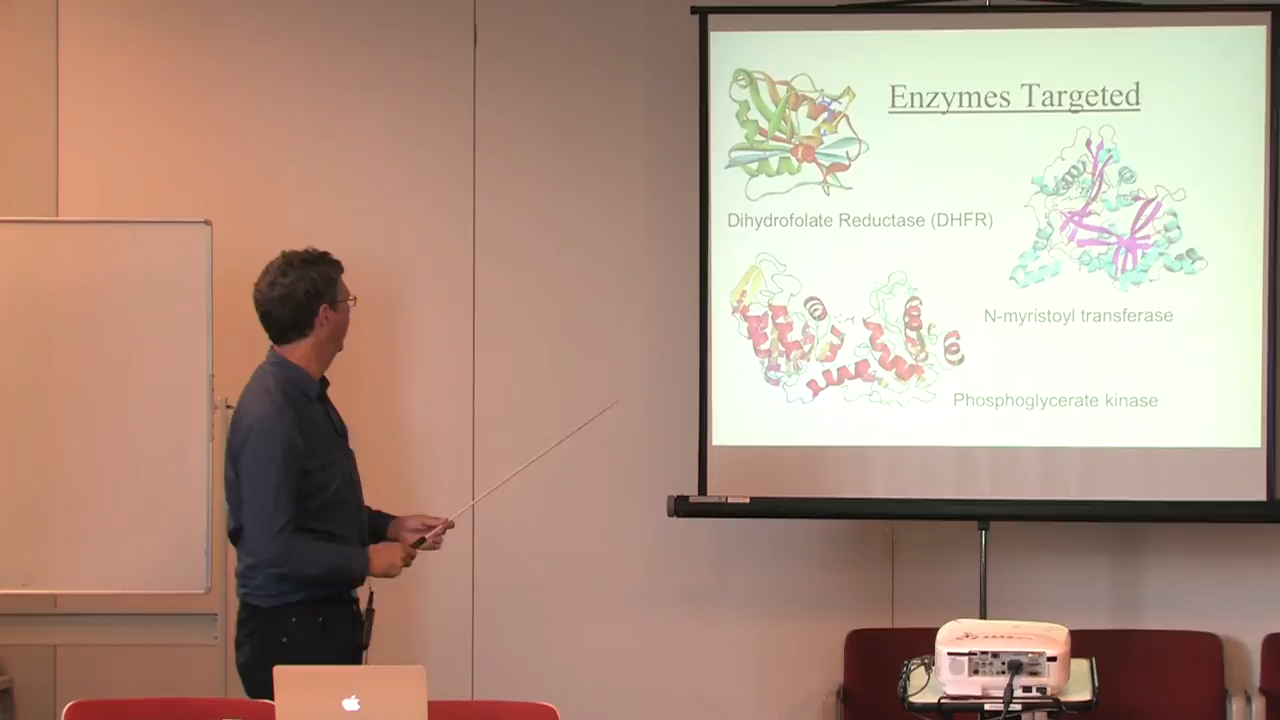 Enzymes Targeted
Dihydrofolate Reductase (DHFR)
N-myristoyl transferase
Phosphoglycerate kinase